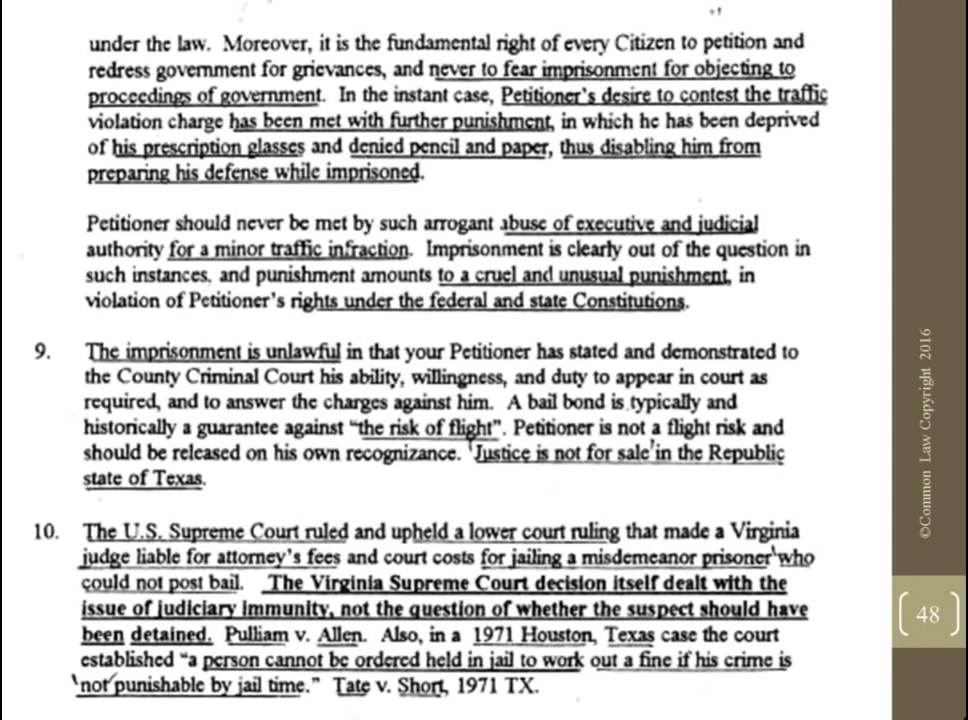 under the law. Moreover, it is the fundamental right of every Citizen to petition and
redress government for grievances, and never to fear imprisonment for objecting to
proceedings of government. In the instant case, Petitioner's desire to contest the traffic
violation charge has been met with further punishment, in which he has been deprived
of his prescription glasses and denied pencil and paper, thus disabling him from
preparing his defense while imprisoned.
Petitioner should never be met by such arrogant abuse of executive and judicial
authority for a minor traffic infraction. Imprisonment is clearly out of the question in
such instances, and punishment amounts to a cruel and unusual punishment, in
violation of Petitioner's rights under the federal and state Constitutions.
9. The imprisonment is unlawful in that your Petitioner has stated and demonstrated to
the County Criminal Court his ability, willingness, and duty to appear in court as
required, and to answer the charges against him. A bail bond is typically and
historically a guarantee against "the risk of flight". Petitioner is not a flight risk and
should be released on his own recognizance. 'Justice is not for sale' in the Republic
state of Texas.
10. The U.S. Supreme Court ruled and upheld a lower court ruling that made a Virginia
judge liable for attorney's fees and court costs for jailing a misdemeanor prisoner who
could not post bail. The Virginia Supreme Court decision itself dealt with the
issue of judiciary immunity, not the question of whether the suspect should have
been detained. Pulliam v. Allen. Also, in a 1971 Houston, Texas case the court
established "a person cannot be ordered held in jail to work out a fine if his crime is
'not' punishable by jail time." Tate v. Short, 1971 TX.
©Common Law Copyright 2016
48